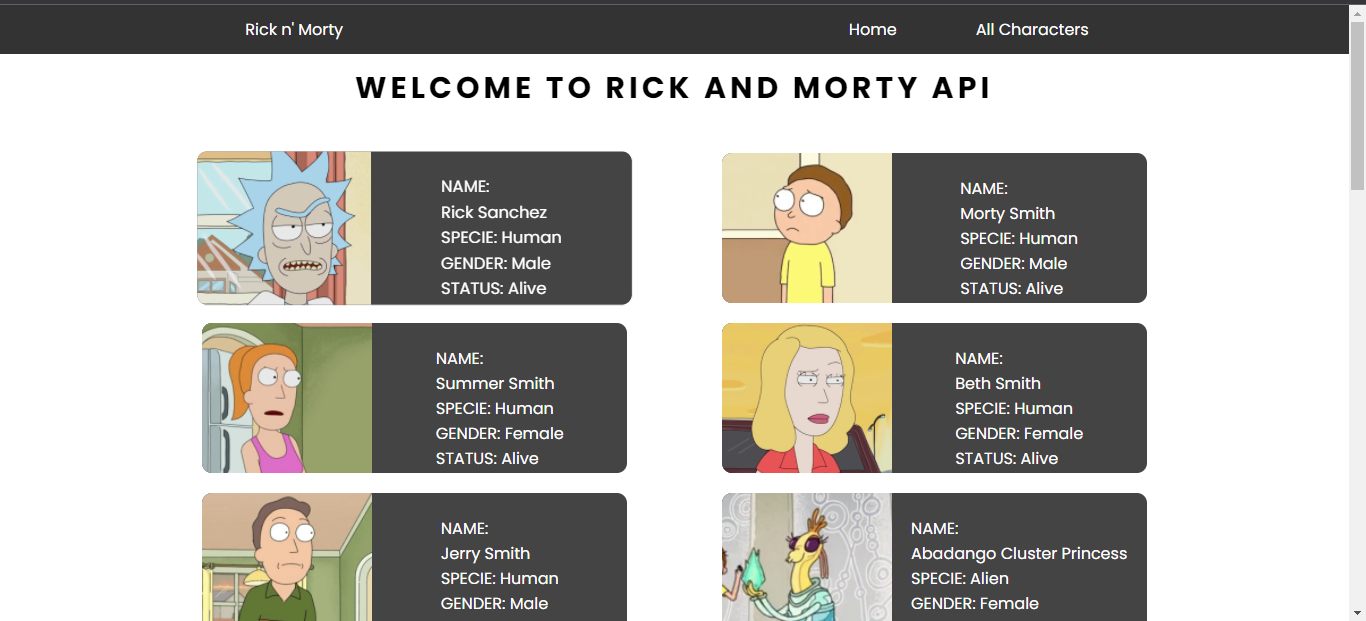 Rick n' Morty
Home
All Characters
WELCOME TO RICK AND MORTY API
NAME:
Rick Sanchez
SPECIE: Human
GENDER: Male
STATUS: Alive
NAME:
Morty Smith
SPECIE: Human
GENDER: Male
STATUS: Alive
NAME:
Summer Smith
SPECIE: Human
GENDER: Female
STATUS: Alive
NAME:
Beth Smith
SPECIE: Human
GENDER: Female
STATUS: Alive
NAME:
Jerry Smith
SPECIE: Human
GENDER: Male
NAME:
Abadango Cluster Princess
SPECIE: Alien
GENDER: Female